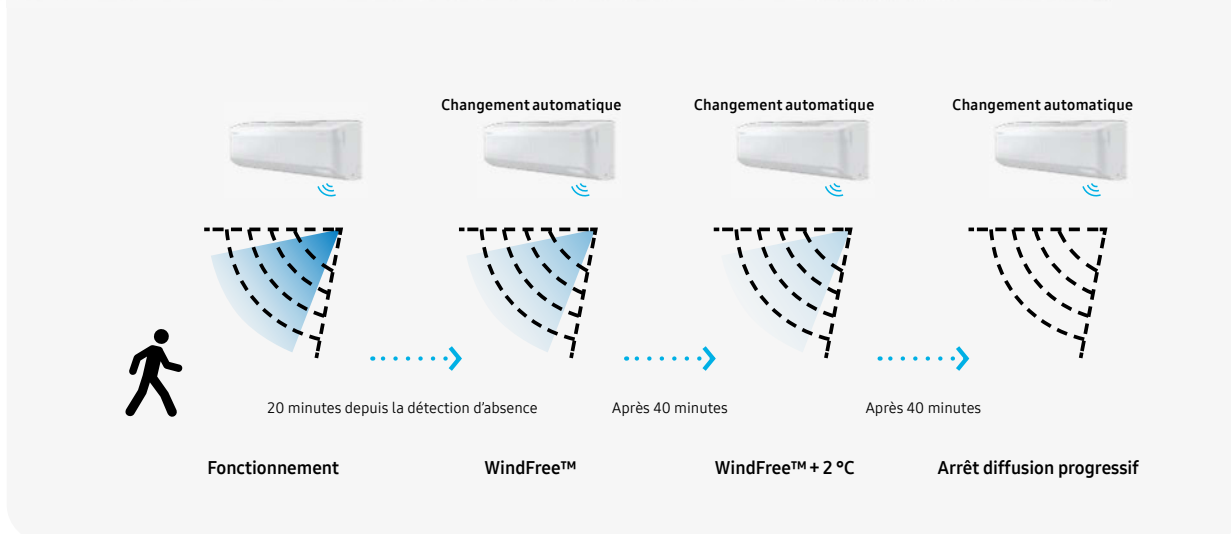 Changement automatique
Changement automatique
Changement automatique
20 minutes depuis la détection d'absence
Après 40 minutes
Après 40 minutes
Fonctionnement
WindFree™
WindFree™ + 2 °C
Arrêt diffusion progressif